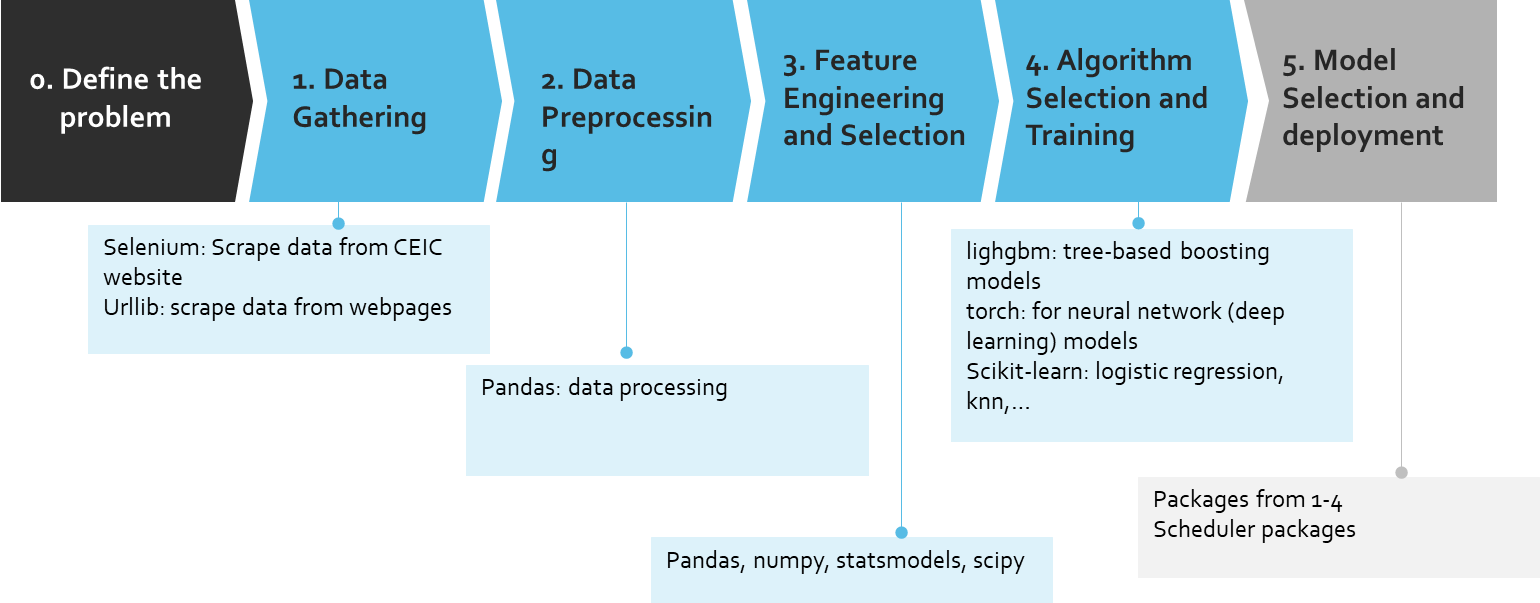 0. Define the
problem
1. Data
Gathering
2. Data
Preprocessin
g
3. Feature
Engineering
and Selection
4. Algorithm
Selection and
Training
5. Model
Selection and
deployment
Selenium: Scrape data from CEIC
website
Urllib: scrape data from webpages
Pandas: data processing
Pandas, numpy, statsmodels, scipy
lighgbm: tree-based boosting
models
torch: for neural network (deep
learning) models
Scikit-learn: logistic regression,
knn,...
Packages from 1-4
Scheduler packages